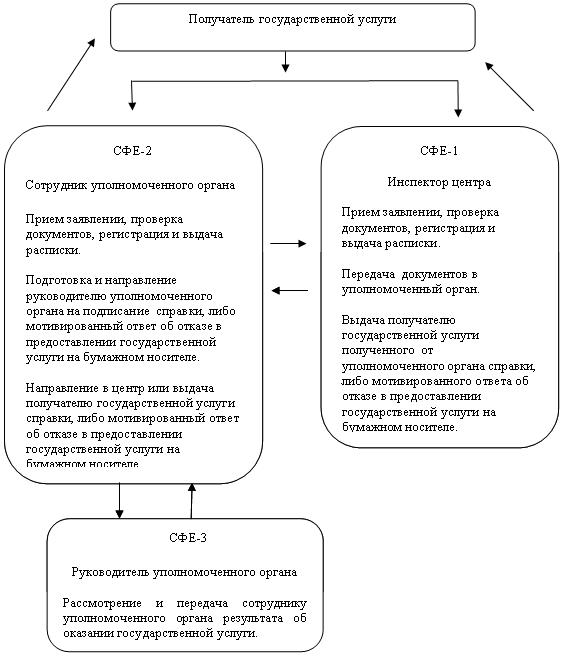 Получатель государственной услуги
СФЕ-2
Сотрудник уполномоченного органа
Прием заявлении, проверка
документов, регистрация и выдача
расписки.
Подготовка и направление
руководителю уполномоченного
органа на подписание справки, либо
мотивированный ответ об отказе в
предоставлении государственной
услуги на бумажном носителе.
Направление в центр или выдача
получателю государственной услуги
справки, либо мотивированный ответ
об отказе в предоставлении
государственной услуги на
бумажном носителе.
СФЕ-1
Инспектор центра
Прием заявлении, проверка
документов, регистрация и
выдача расписки.
Передача документов в
уполномоченный орган.
Выдача получателю
государственной услуги
полученного от
уполномоченного органа справки,
либо мотивированного ответа об
отказе в предоставлении
государственной услуги на
бумажном носителе.
СФЕ-3
Руководитель уполномоченного органа
Рассмотрение и передача сотруднику
уполномоченного органа результата об
оказании государственной услуги.